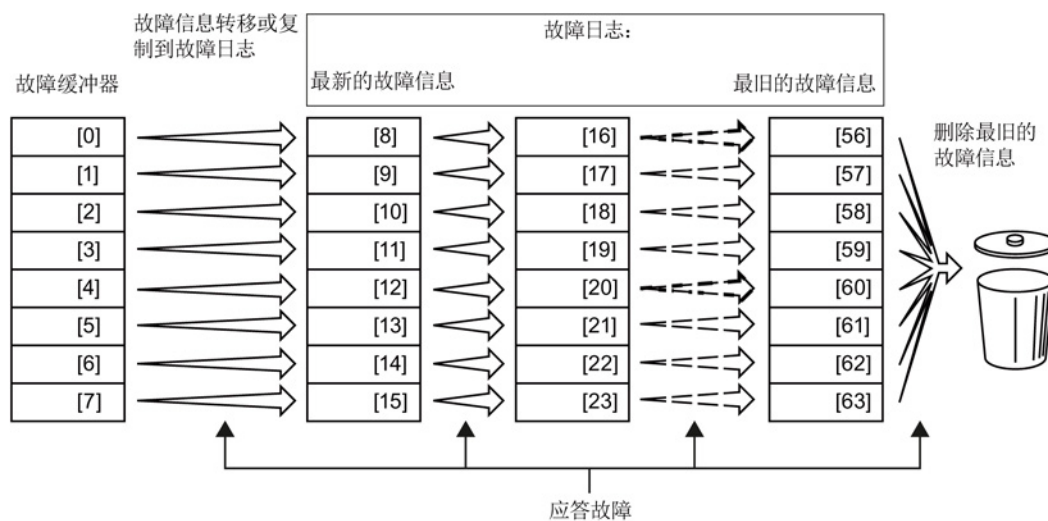 故障信息转移或复
制到故障日志
故障日志：
故障缓冲器
最新的故障信息
最旧的故障信息
[0] [8] [16] [56]
删除最旧的
故障信息
[1] [9] [17] [57]
[2] [10] [18] [58]
[3] [11] [19] [59]
[4] [12] [20] [60]
[5] [13] [21] [61]
[6] [14] [22] [62]
[7] [15] [23] [63]
应答故障